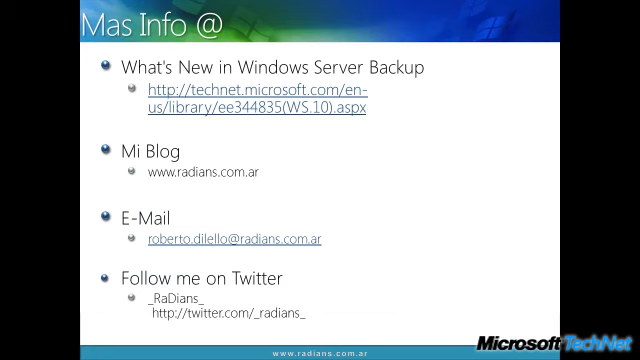 Mas Info @
What's New in Windows Server Backup
http://technet.microsoft.com/en-
us/library/ee344835(WS.10).aspx
Mi Blog
www.radians.com.ar
E-Mail
roberto.dilello@radians.com.ar
Follow me on Twitter
_RaDians_
http://twitter.com/_radians_
Microsoft TechNet
www.radians.com.ar